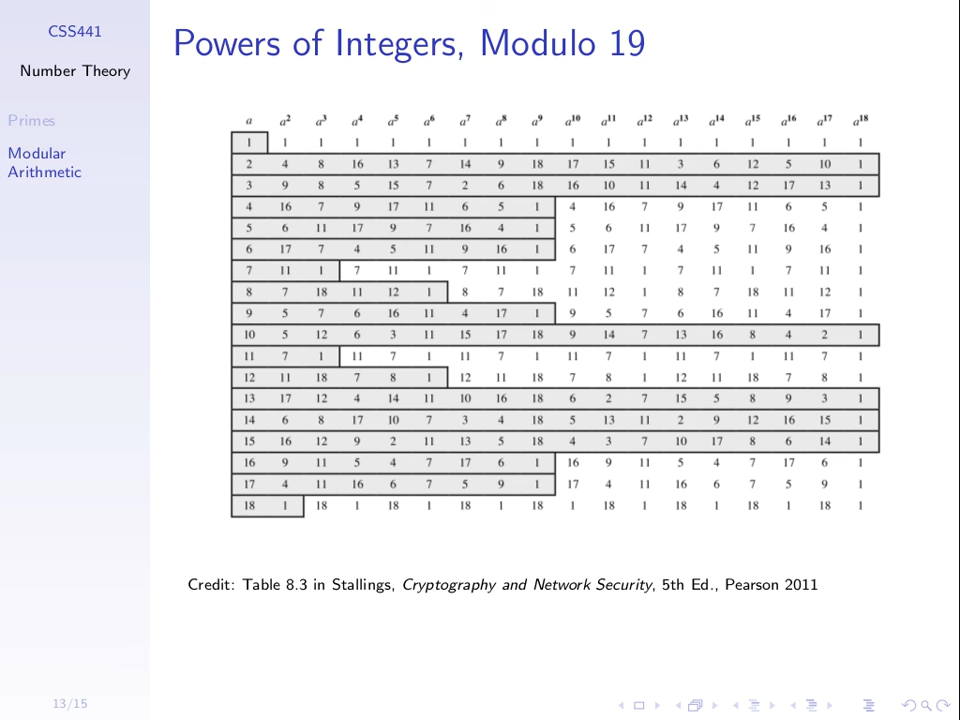 CSS441
Number Theory
Primes
Modular
Arithmetic
Powers of Integers, Modulo 19
a a² a³ a⁴ a⁵ a⁶ a⁷ a⁸ a⁹ a¹⁰ a¹¹ a¹² a¹³ a¹⁴ a¹⁵ a¹⁶ a¹⁷ a¹⁸
1 1 1 1 1 1 1 1 1 1 1 1 1 1 1 1 1 1
2 4 8 16 13 7 14 9 18 17 15 11 3 6 12 5 10 1
3 9 8 5 15 7 2 6 18 16 10 11 14 4 12 17 13 1
4 16 7 9 17 11 6 5 1 4 16 7 9 17 11 6 5 1
5 6 11 17 9 7 16 4 1 5 6 11 17 9 7 16 4 1
6 17 7 4 5 11 9 16 1 6 17 7 4 5 11 9 16 1
7 11 1 7 11 1 7 11 1 7 11 1 7 11 1 7 11 1
8 7 18 11 12 1 8 7 18 11 12 1 8 7 18 11 12 1
9 5 7 6 16 11 4 17 1 9 5 7 6 16 11 4 17 1
10 5 12 6 3 11 15 17 18 9 14 7 13 16 8 4 2 1
11 7 1 11 7 1 11 7 1 11 7 1 11 7 1 11 7 1
12 11 18 7 8 1 12 11 18 7 8 1 12 11 18 7 8 1
13 17 12 4 14 11 10 16 18 6 2 7 15 5 8 9 3 1
14 6 8 17 10 7 3 4 18 5 13 11 2 9 12 16 15 1
15 16 12 9 2 11 13 5 18 4 3 7 10 17 8 6 14 1
16 9 11 5 4 7 17 6 1 16 9 11 5 4 7 17 6 1
17 4 11 16 6 7 5 9 1 17 4 11 16 6 7 5 9 1
18 1 18 1 18 1 18 1 18 1 18 1 18 1 18 1 18 1
Credit: Table 8.3 in Stallings, Cryptography and Network Security, 5th Ed., Pearson 2011
13/15